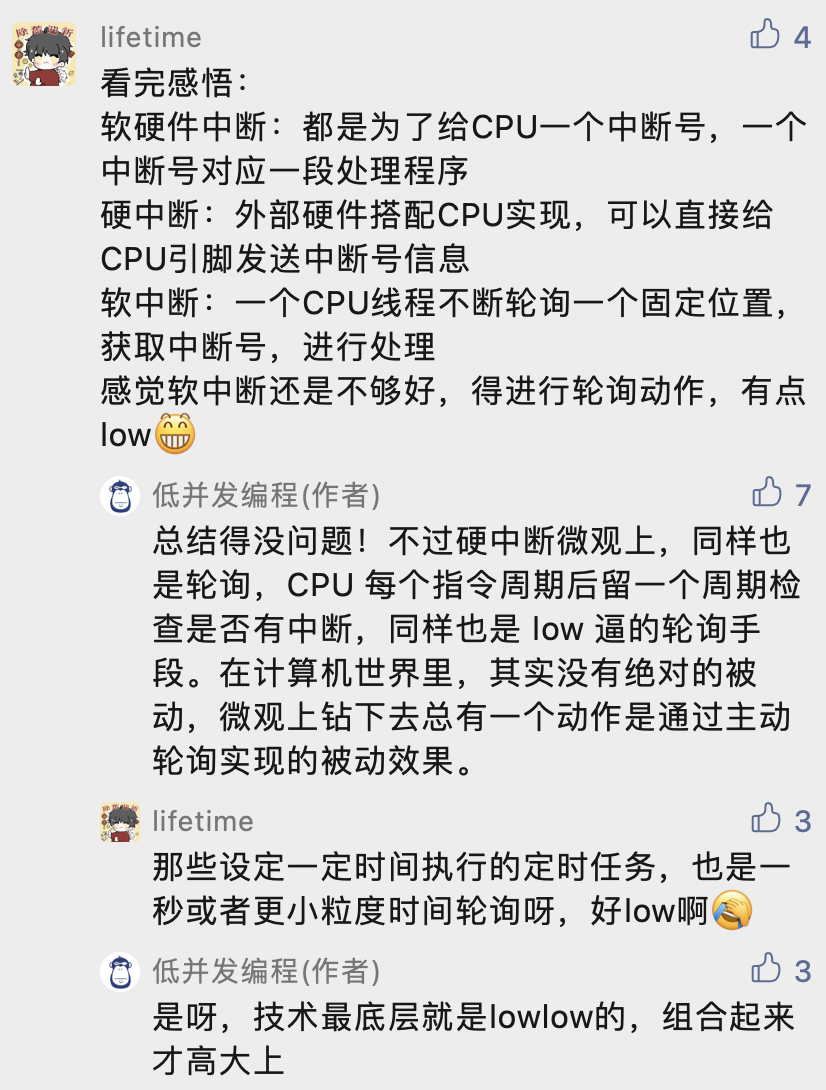 lifetime
4
看完感悟：
软硬件中断：都是为了给CPU一个中断号，一个
中断号对应一段处理程序
硬中断：外部硬件搭配CPU实现，可以直接给
CPU引脚发送中断号信息
软中断：一个CPU线程不断轮询一个固定位置，
获取中断号，进行处理
感觉软中断还是不够好，得进行轮询动作，有点
low😁
低并发编程(作者)
7
总结得没问题！不过硬中断微观上，同样也
是轮询，CPU 每个指令周期后留一个周期检
查是否有中断，同样也是 low 逼的轮询手
段。在计算机世界里，其实没有绝对的被
动，微观上钻下去总有一个动作是通过主动
轮询实现的被动效果。
lifetime
3
那些设定一定时间执行的定时任务，也是一
秒或者更小粒度时间轮询呀，好low啊🤦
低并发编程(作者)
3
是呀，技术最底层就是lowlow的，组合起来
才高大上